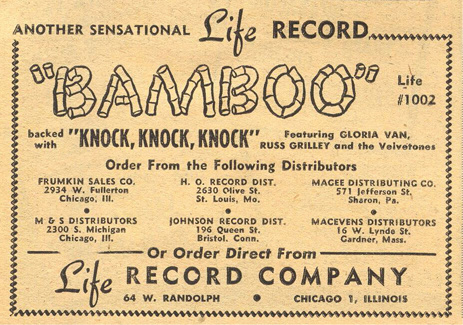 ANOTHER SENSATIONAL Life RECORD
"BAMBOO"
Life
#1002
backed
with
"KNOCK, KNOCK, KNOCK"
Featuring GLORIA VAN,
RUSS GRILLEY and the Velvetones
Order From the Following Distributors
FRUMKIN SALES CO.
2934 W. Fullerton
Chicago, Ill.
H. O. RECORD DIST.
2630 Olive St.
St. Louis, Mo.
MAGEE DISTRIBUTING CO.
571 Jefferson St.
Sharon, Pa.
M & S DISTRIBUTORS
2300 S. Michigan
Chicago, Ill.
JOHNSON RECORD DIST.
196 Queen St.
Bristol, Conn.
MACEVENS DISTRIBUTORS
16 W. Lynde St.
Gardner, Mass.
Or Order Direct From
Life RECORD COMPANY
64 W. RANDOLPH • CHICAGO 1, ILLINOIS